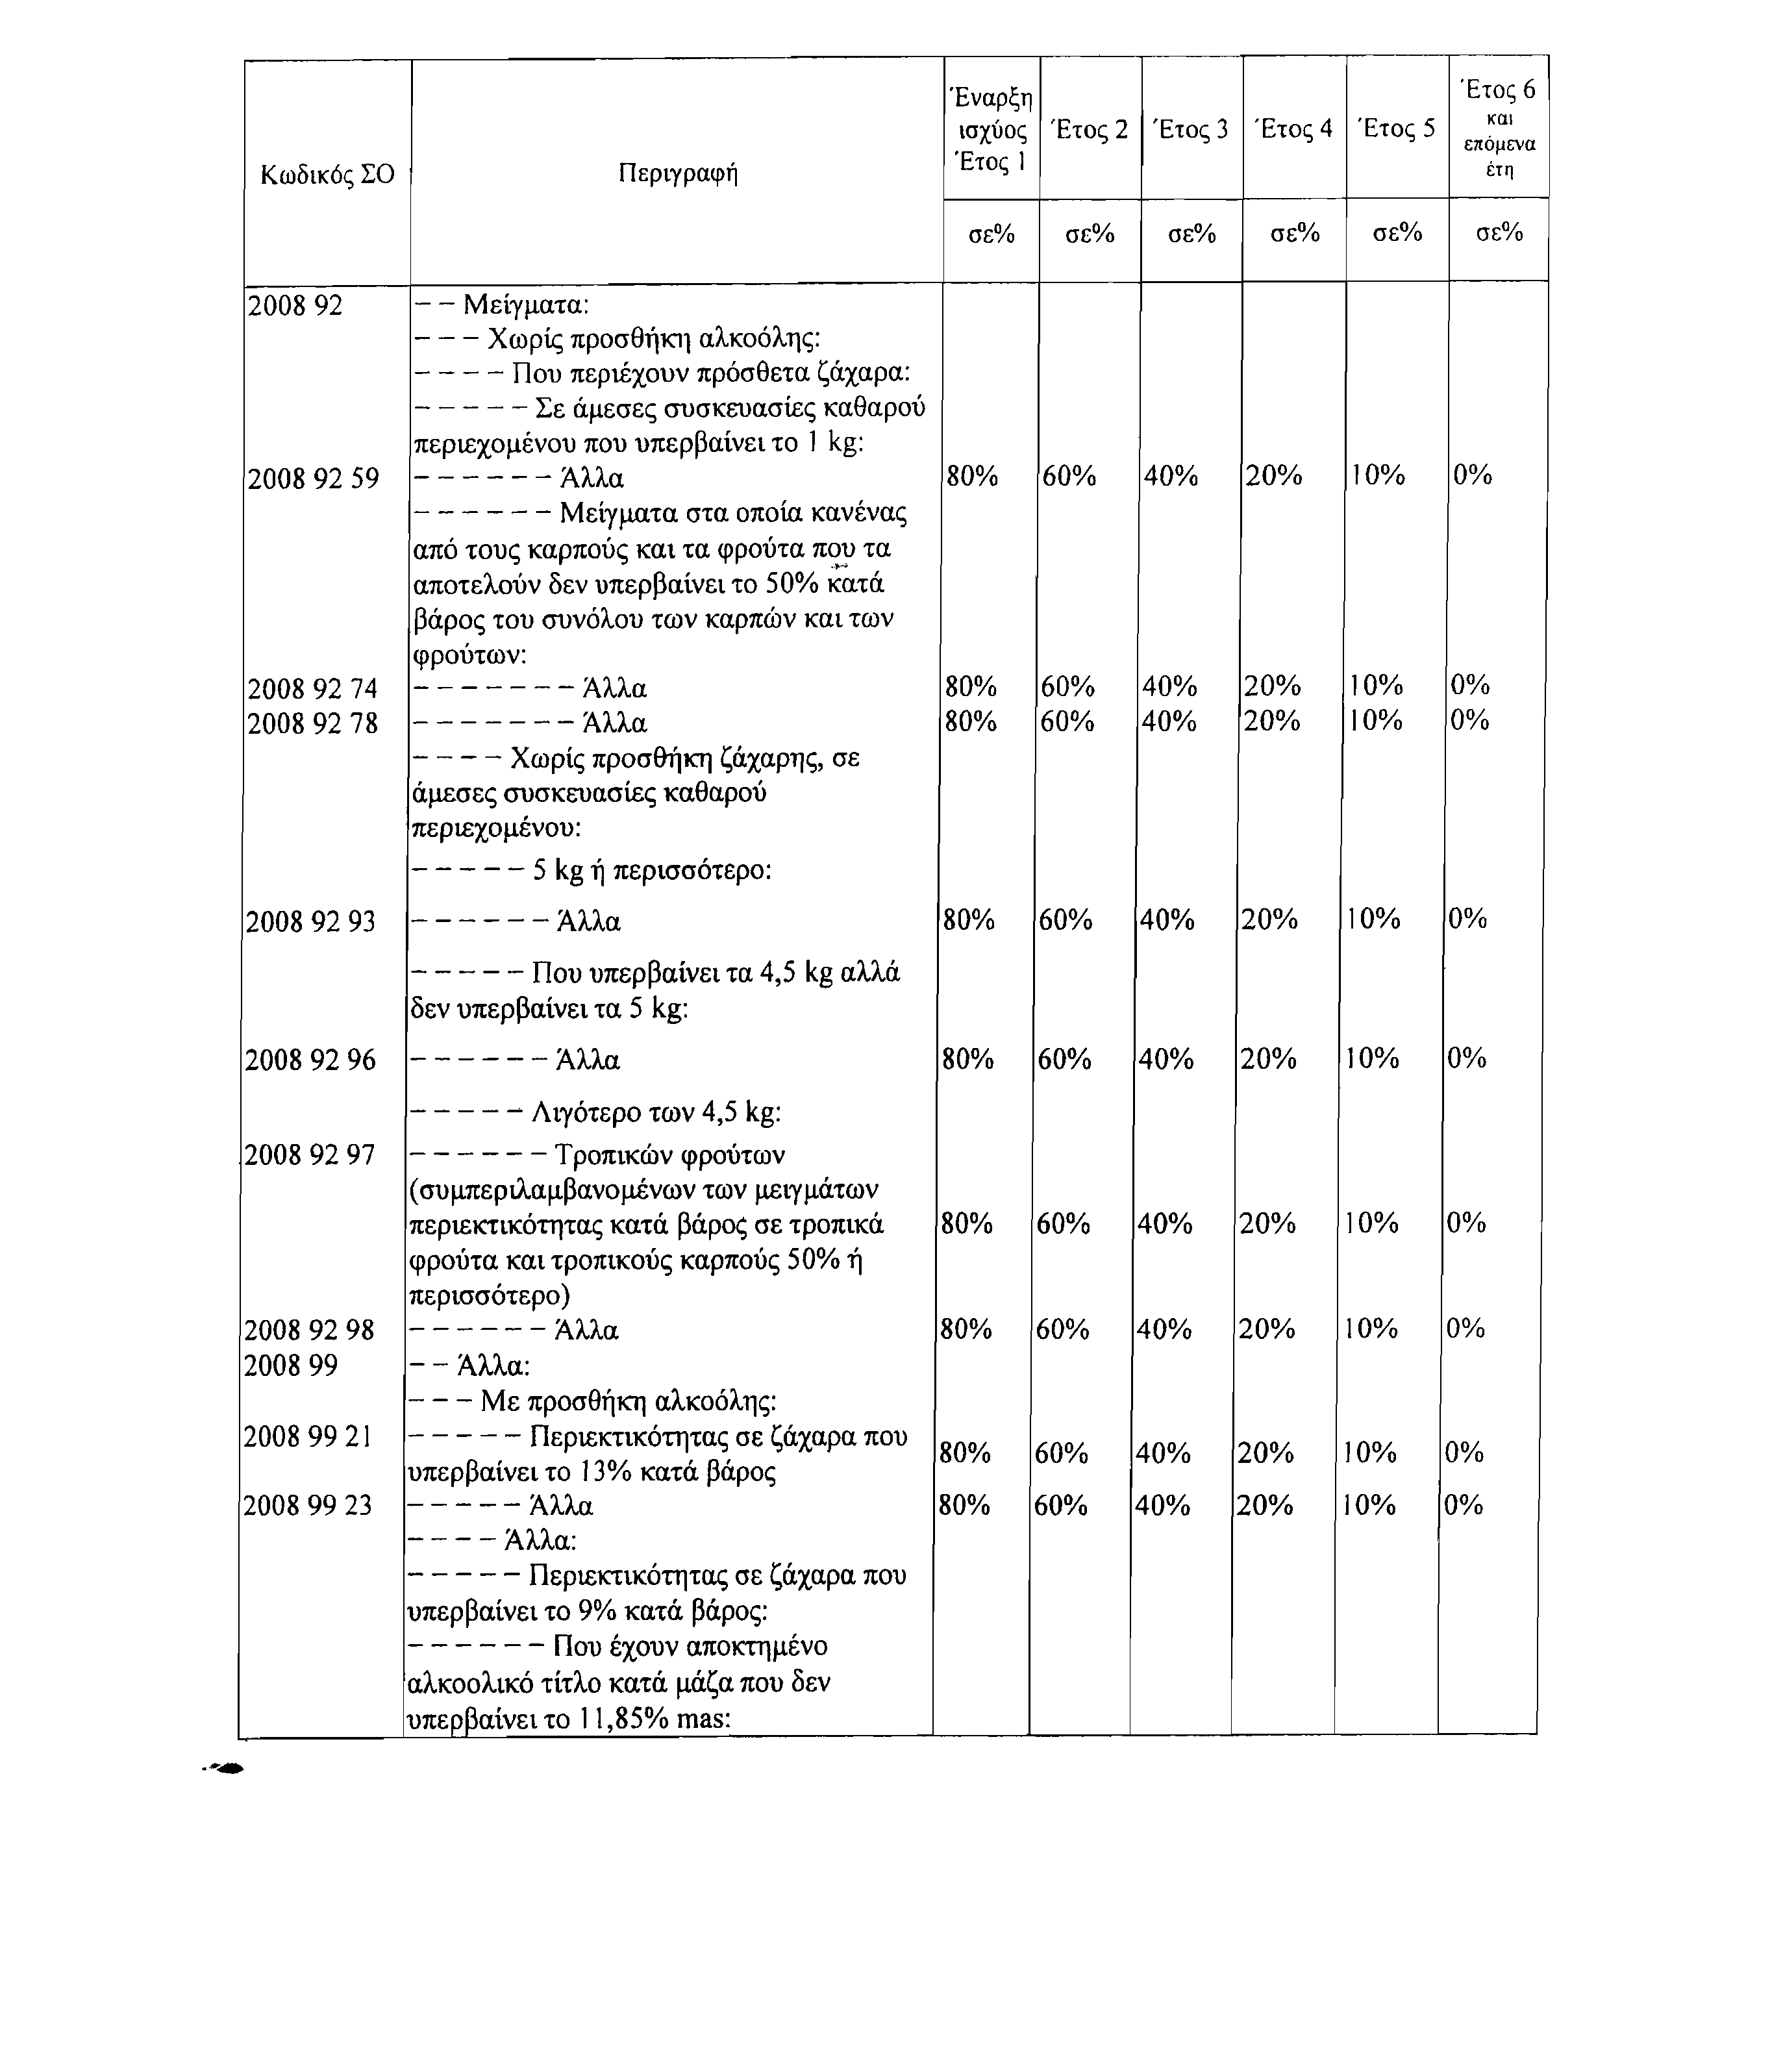 Κωδικός ΣΟ Περιγραφή Έναρξη ισχύος Έτος 1 Έτος 2 Έτος 3 Έτος 4 Έτος 5 Έτος 6 και επόμενα έτη
σε% σε% σε% σε% σε% σε%
2008 92 – – Μείγματα:
– – – Χωρίς προσθήκη αλκοόλης:
– – – – Που περιέχουν πρόσθετα ζάχαρα:
– – – – – Σε άμεσες συσκευασίες καθαρού
περιεχομένου που υπερβαίνει το 1 kg:
2008 92 59 – – – – – – Άλλα 80% 60% 40% 20% 10% 0%
– – – – – – Μείγματα στα οποία κανένας
από τους καρπούς και τα φρούτα που τα
αποτελούν δεν υπερβαίνει το 50% κατά
βάρος του συνόλου των καρπών και των
φρούτων:
2008 92 74 – – – – – – – Άλλα 80% 60% 40% 20% 10% 0%
2008 92 78 – – – – – – – Άλλα 80% 60% 40% 20% 10% 0%
– – – – Χωρίς προσθήκη ζάχαρης, σε
άμεσες συσκευασίες καθαρού
περιεχομένου:
– – – – – 5 kg ή περισσότερο:
2008 92 93 – – – – – – Άλλα 80% 60% 40% 20% 10% 0%
– – – – – Που υπερβαίνει τα 4,5 kg αλλά
δεν υπερβαίνει τα 5 kg:
2008 92 96 – – – – – – Άλλα 80% 60% 40% 20% 10% 0%
– – – – – Λιγότερο των 4,5 kg:
2008 92 97 – – – – – – Τροπικών φρούτων
(συμπεριλαμβανομένων των μειγμάτων
περιεκτικότητας κατά βάρος σε τροπικά 80% 60% 40% 20% 10% 0%
φρούτα και τροπικούς καρπούς 50% ή
περισσότερο)
2008 92 98 – – – – – – Άλλα 80% 60% 40% 20% 10% 0%
2008 99 – – Άλλα:
– – – Με προσθήκη αλκοόλης:
2008 99 21 – – – – – Περιεκτικότητας σε ζάχαρα που
υπερβαίνει το 13% κατά βάρος 80% 60% 40% 20% 10% 0%
2008 99 23 – – – – – Άλλα 80% 60% 40% 20% 10% 0%
– – – – Άλλα:
– – – – – Περιεκτικότητας σε ζάχαρα που
υπερβαίνει το 9% κατά βάρος:
– – – – – – Που έχουν αποκτημένο
αλκοολικό τίτλο κατά μάζα που δεν
υπερβαίνει το 11,85% mas: